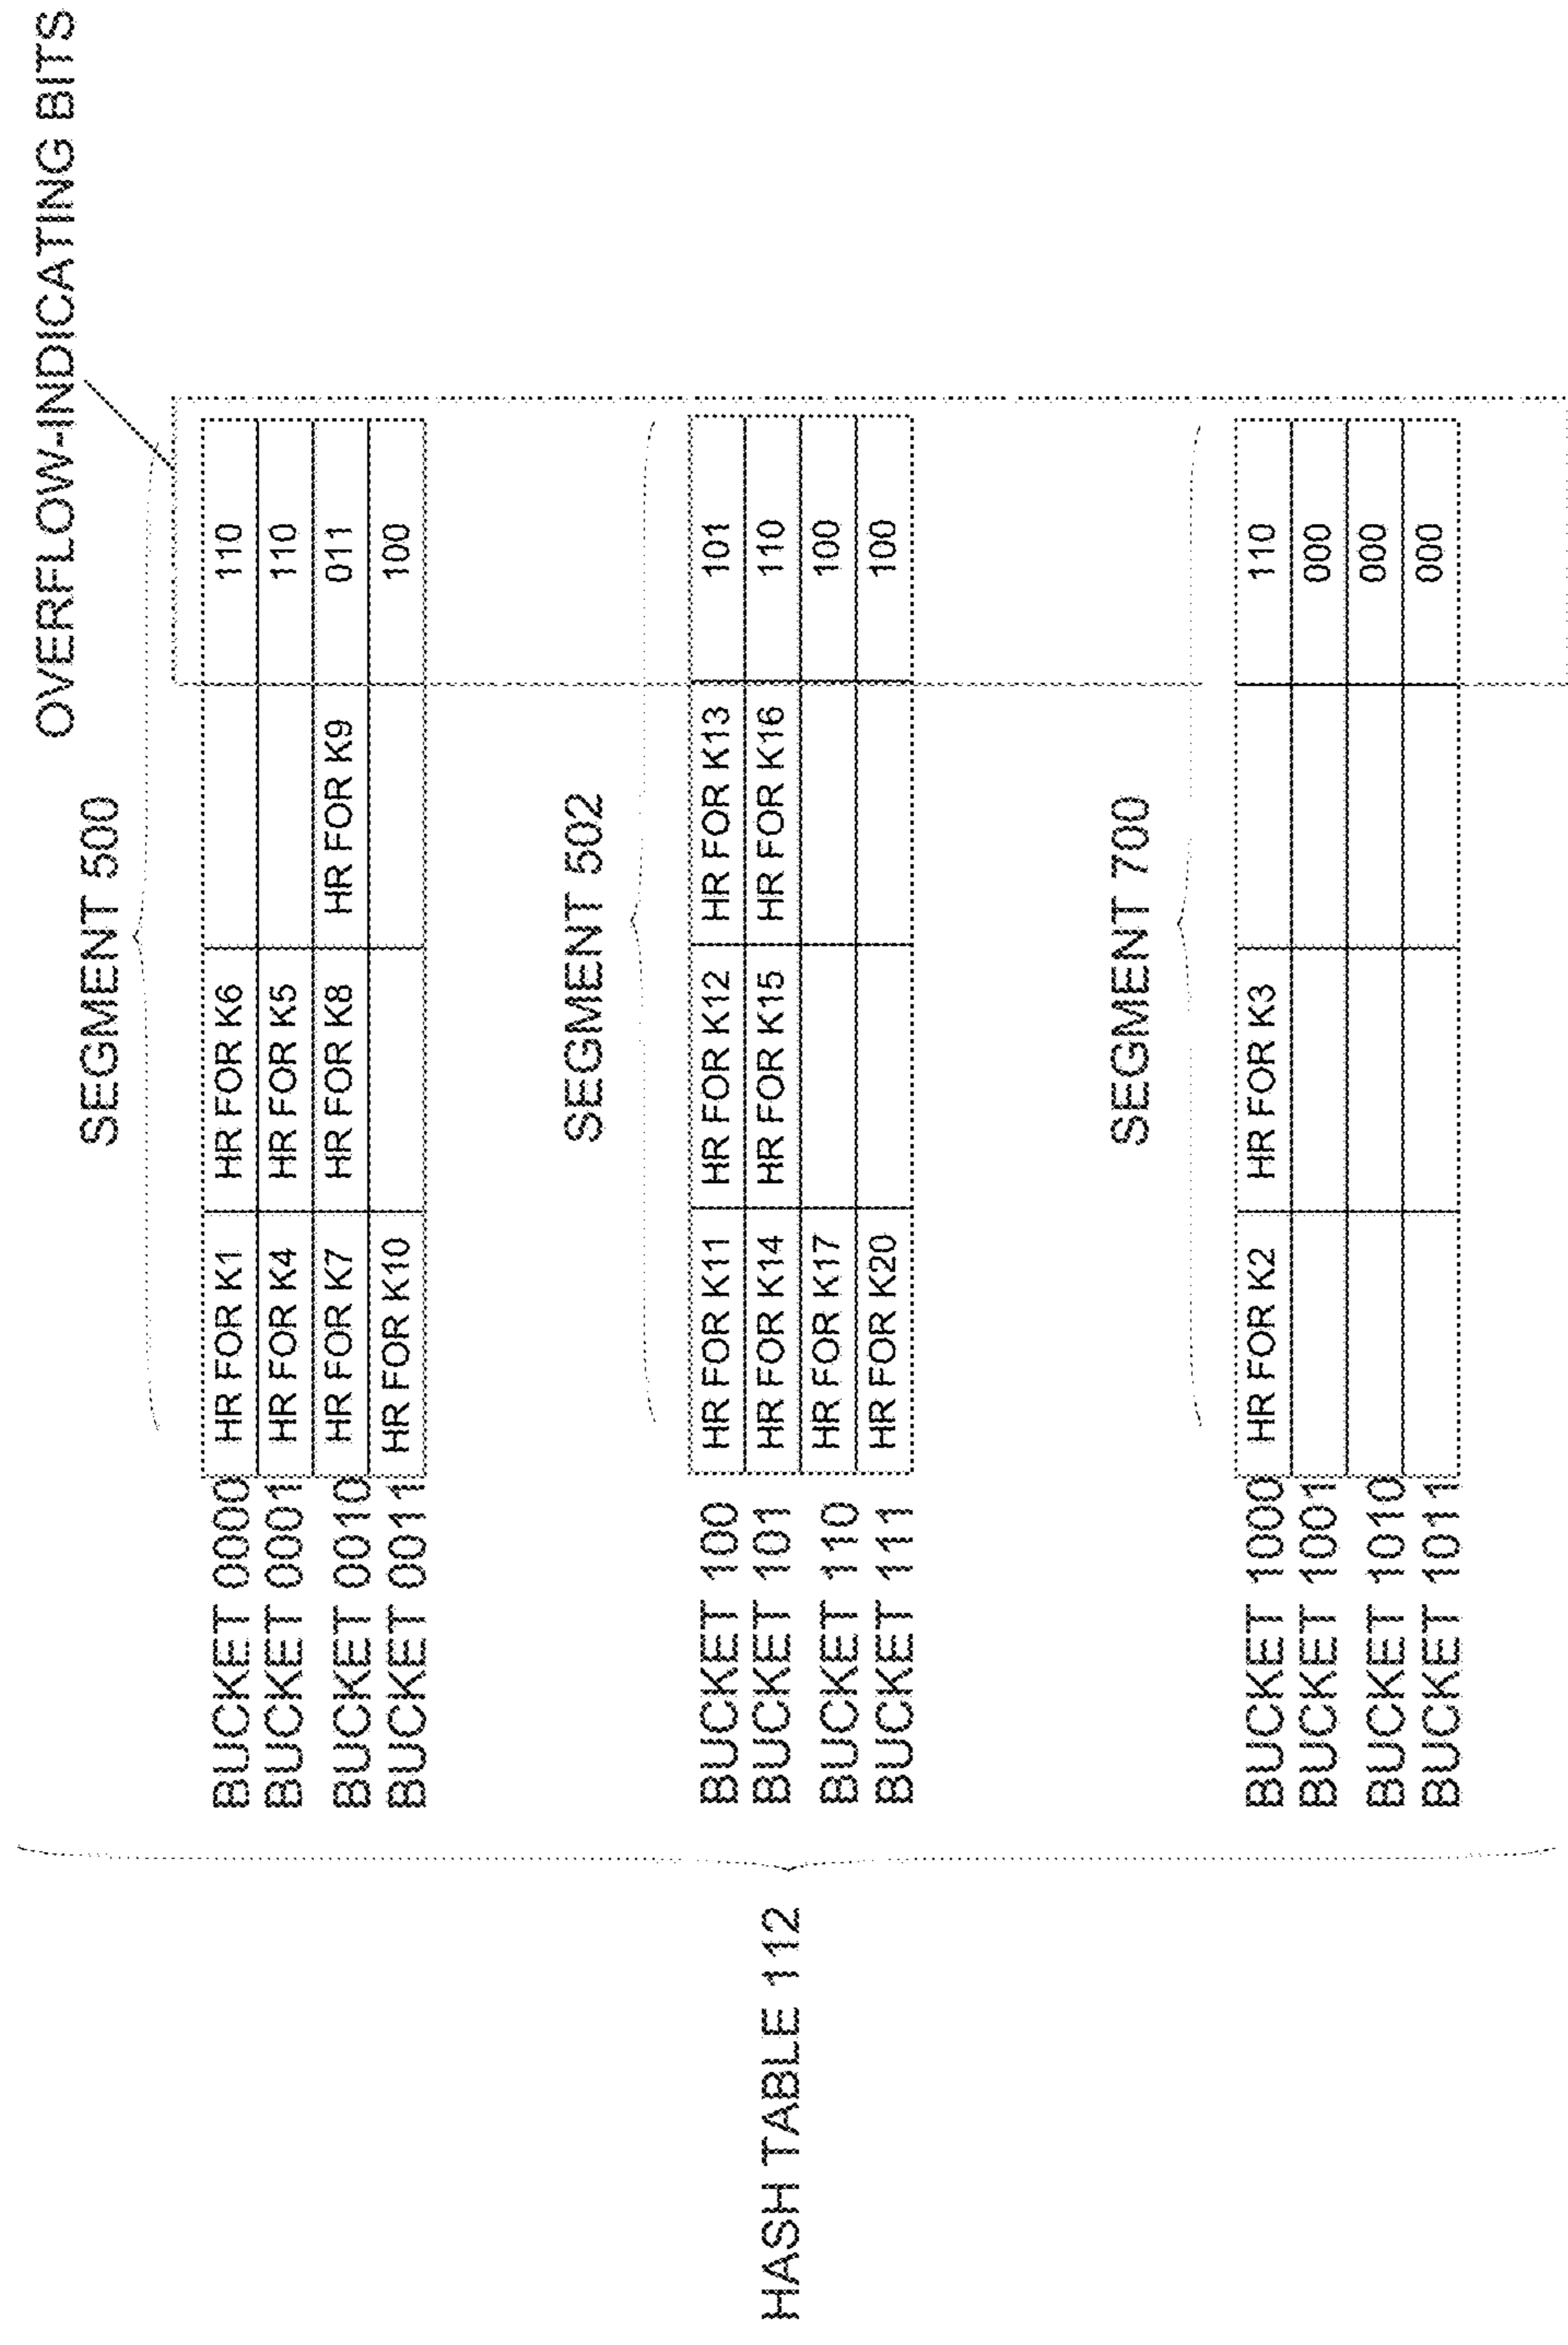 OVERFLOW-INDICATING BITS
SEGMENT 500
BUCKET 0000 HR FOR K1 HR FOR K6 110
BUCKET 0001 HR FOR K4 HR FOR K5 110
BUCKET 0010 HR FOR K7 HR FOR K8 HR FOR K9 011
BUCKET 0011 HR FOR K10 100
SEGMENT 502
BUCKET 100 HR FOR K11 HR FOR K12 HR FOR K13 101
BUCKET 101 HR FOR K14 HR FOR K15 HR FOR K16 110
BUCKET 110 HR FOR K17 100
BUCKET 111 HR FOR K20 100
HASH TABLE 112
SEGMENT 700
BUCKET 1000 HR FOR K2 HR FOR K3 110
BUCKET 1001 000
BUCKET 1010 000
BUCKET 1011 000